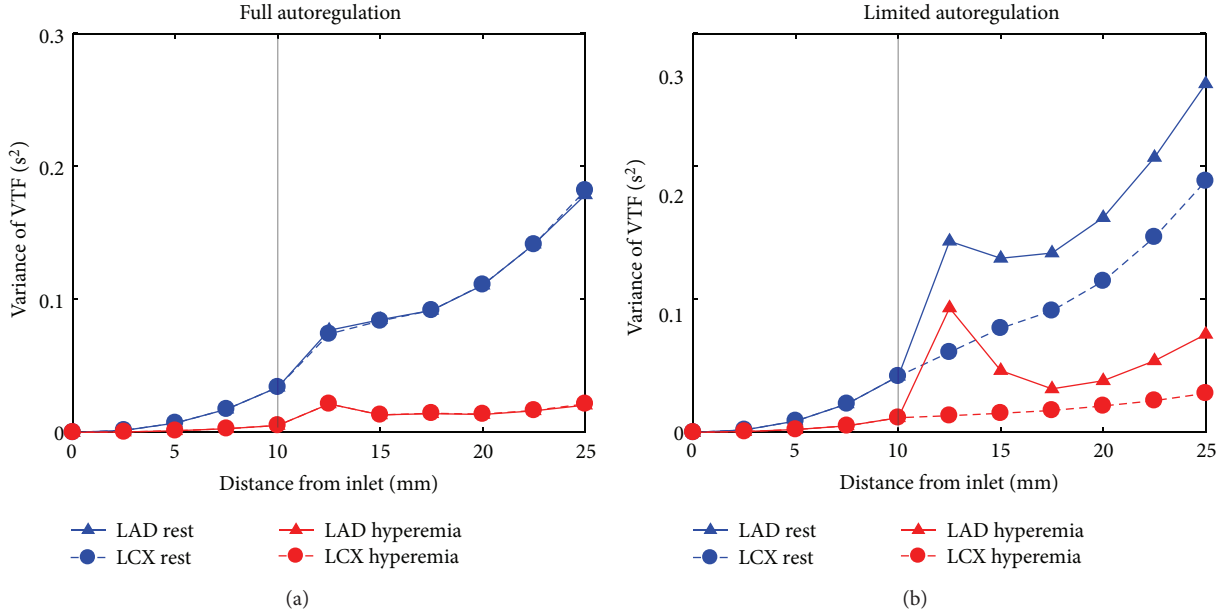 Full autoregulation
0.3
0.2
0.1
0
Variance of VTF (s²)
0 5 10 15 20 25
Distance from inlet (mm)
LAD rest
LCX rest
LAD hyperemia
LCX hyperemia
(a)
Limited autoregulation
0.3
0.2
0.1
0
Variance of VTF (s²)
0 5 10 15 20 25
Distance from inlet (mm)
LAD rest
LCX rest
LAD hyperemia
LCX hyperemia
(b)